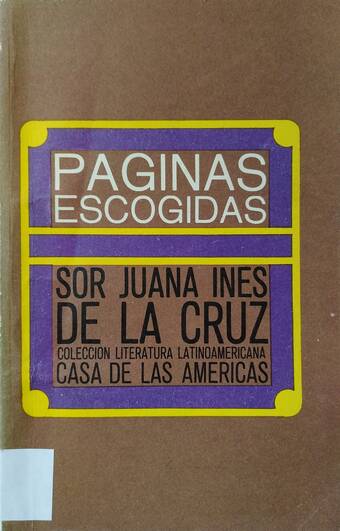 PAGINAS
ESCOGIDAS
SOR JUANA INES
DE LA CRUZ
COLECCION LITERATURA LATINOAMERICANA
CASA DE LAS AMERICAS